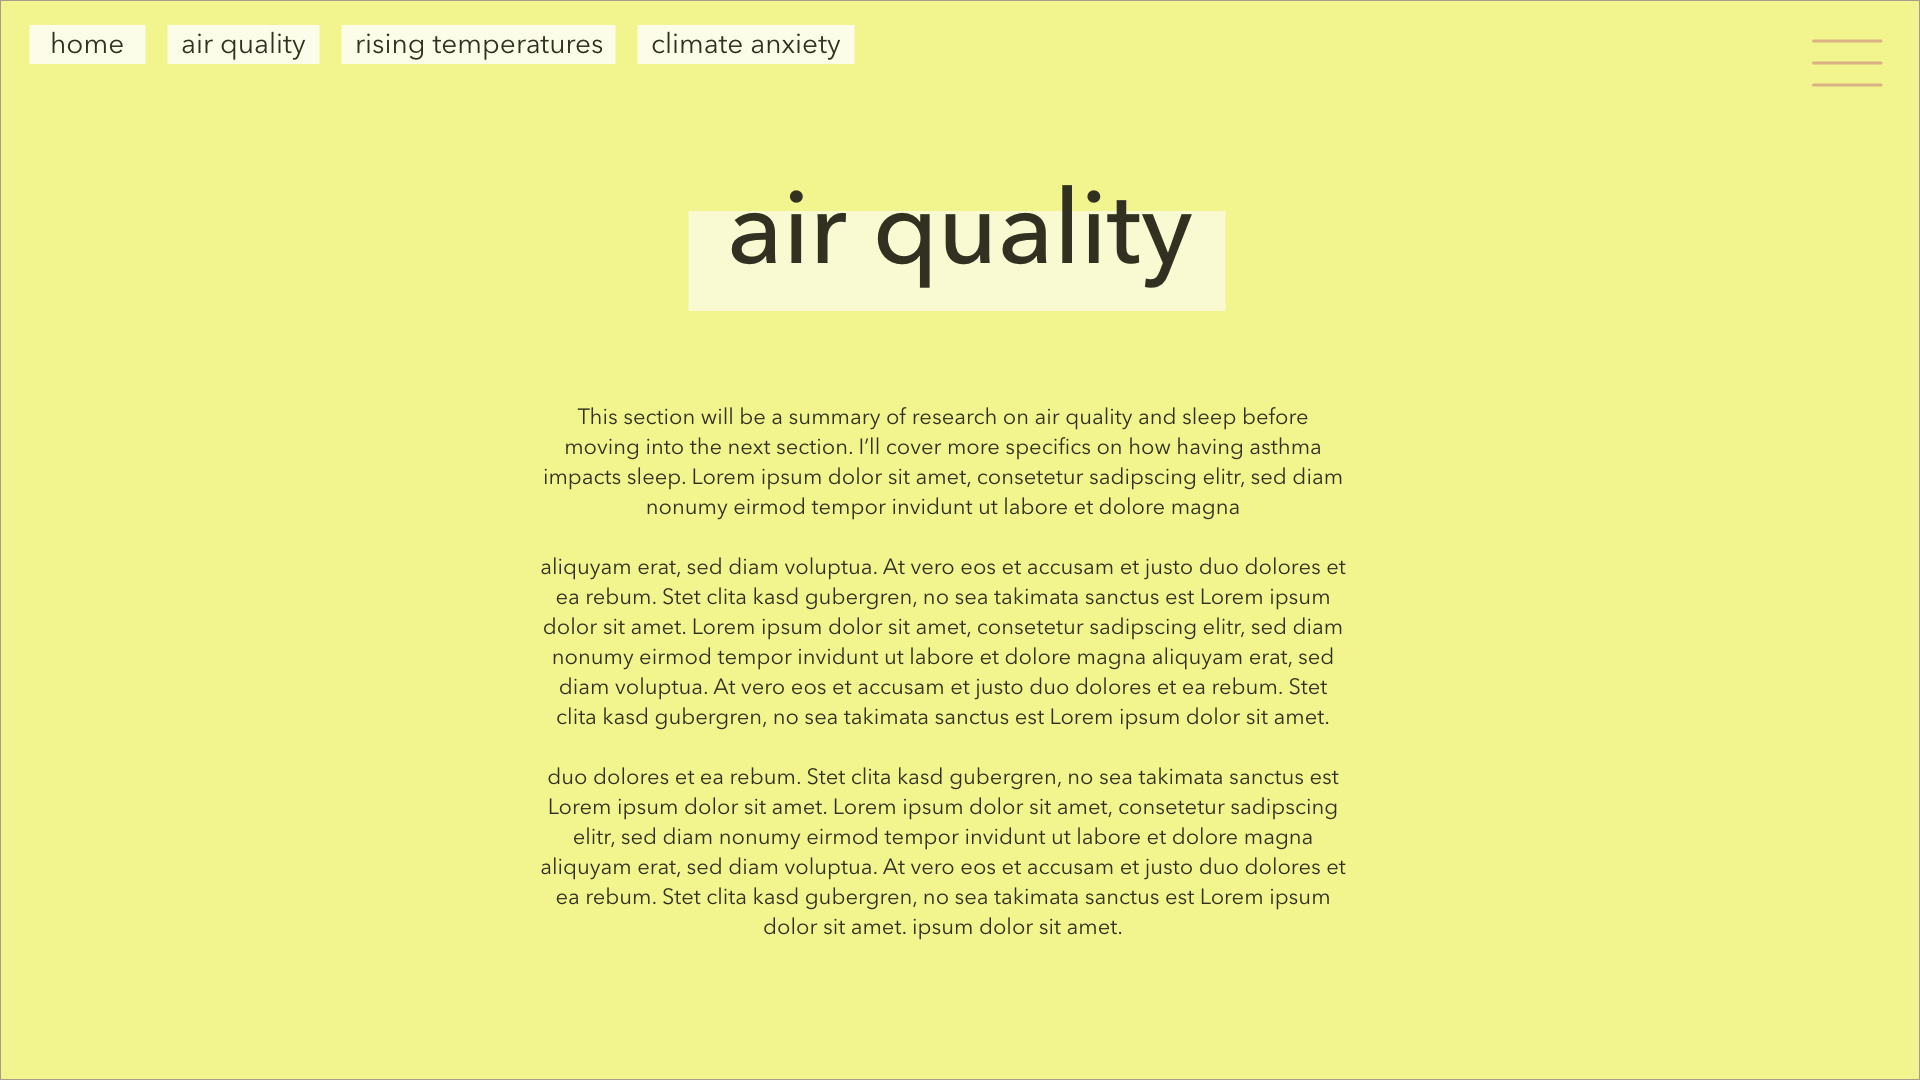 home air quality rising temperatures climate anxiety
air quality
This section will be a summary of research on air quality and sleep before
moving into the next section. I’ll cover more specifics on how having asthma
impacts sleep. Lorem ipsum dolor sit amet, consetetur sadipscing elitr, sed diam
nonumy eirmod tempor invidunt ut labore et dolore magna
aliquyam erat, sed diam voluptua. At vero eos et accusam et justo duo dolores et
ea rebum. Stet clita kasd gubergren, no sea takimata sanctus est Lorem ipsum
dolor sit amet. Lorem ipsum dolor sit amet, consetetur sadipscing elitr, sed diam
nonumy eirmod tempor invidunt ut labore et dolore magna aliquyam erat, sed
diam voluptua. At vero eos et accusam et justo duo dolores et ea rebum. Stet
clita kasd gubergren, no sea takimata sanctus est Lorem ipsum dolor sit amet.
duo dolores et ea rebum. Stet clita kasd gubergren, no sea takimata sanctus est
Lorem ipsum dolor sit amet. Lorem ipsum dolor sit amet, consetetur sadipscing
elitr, sed diam nonumy eirmod tempor invidunt ut labore et dolore magna
aliquyam erat, sed diam voluptua. At vero eos et accusam et justo duo dolores et
ea rebum. Stet clita kasd gubergren, no sea takimata sanctus est Lorem ipsum
dolor sit amet. ipsum dolor sit amet.